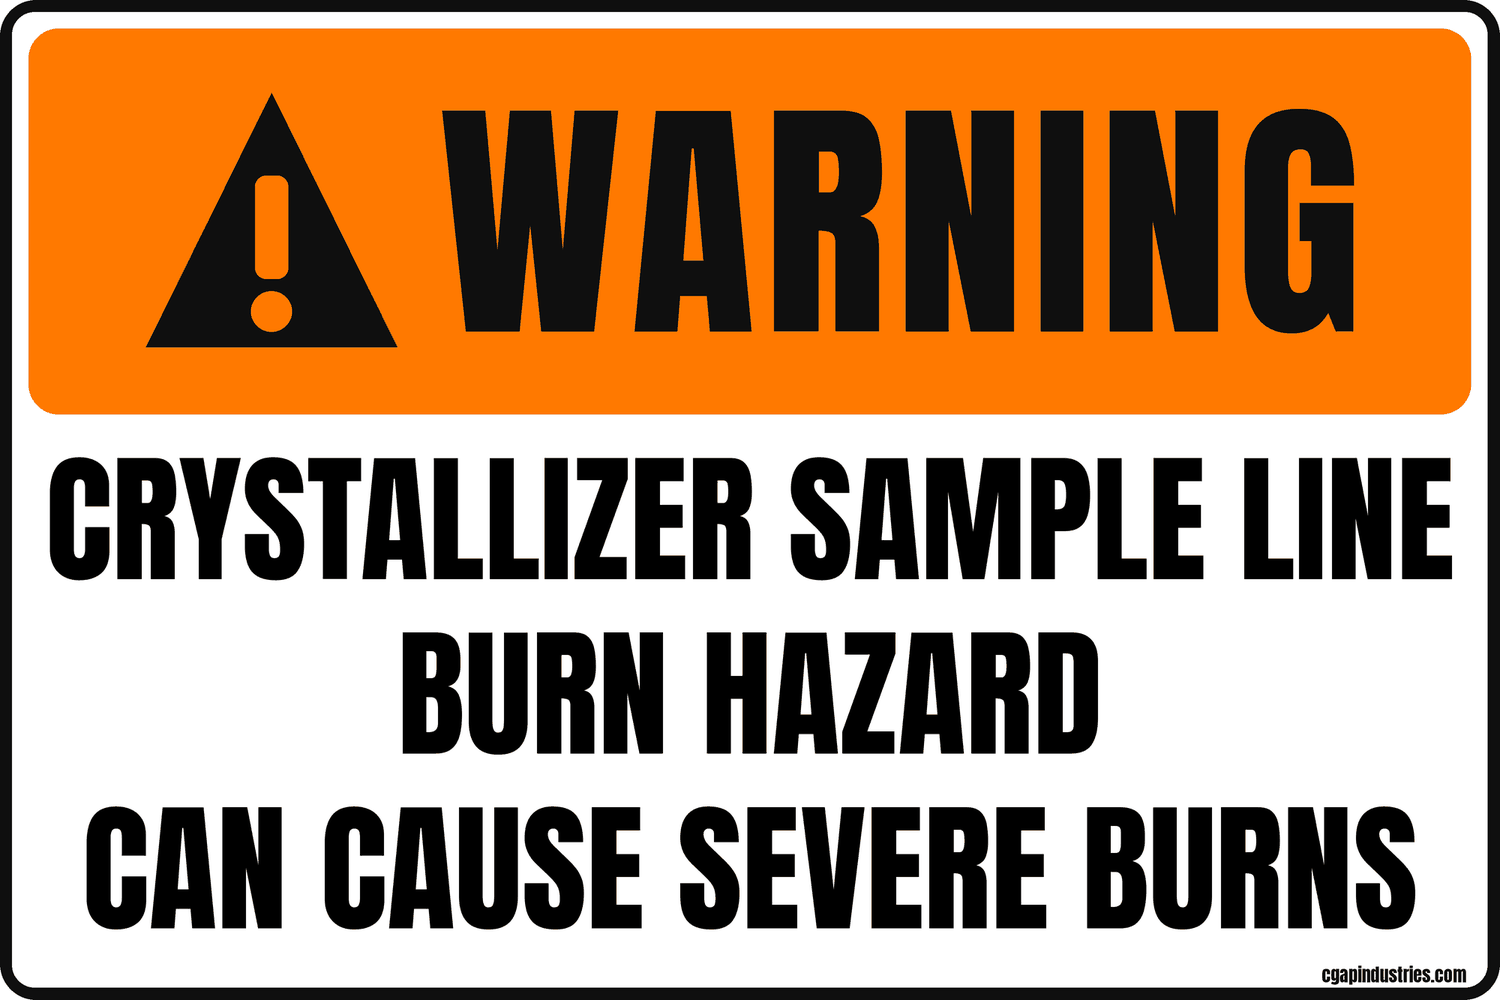 WARNING
CRYSTALLIZER SAMPLE LINE
BURN HAZARD
CAN CAUSE SEVERE BURNS
cgapindustries.com